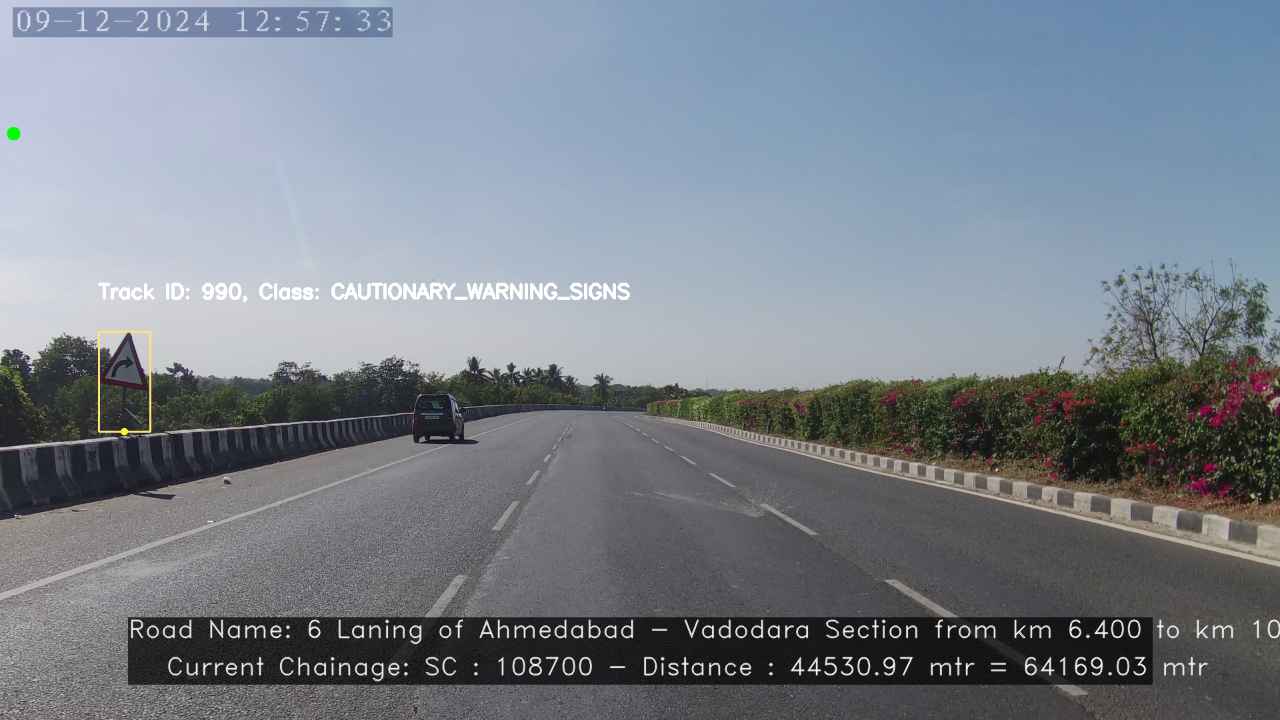 09-12-2024 12:57:33
Track ID: 990, Class: CAUTIONARY_WARNING_SIGNS
Road Name: 6 Laning of Ahmedabad - Vadodara Section from km 6.400 to km 10
Current Chainage: SC : 108700 - Distance : 44530.97 mtr = 64169.03 mtr